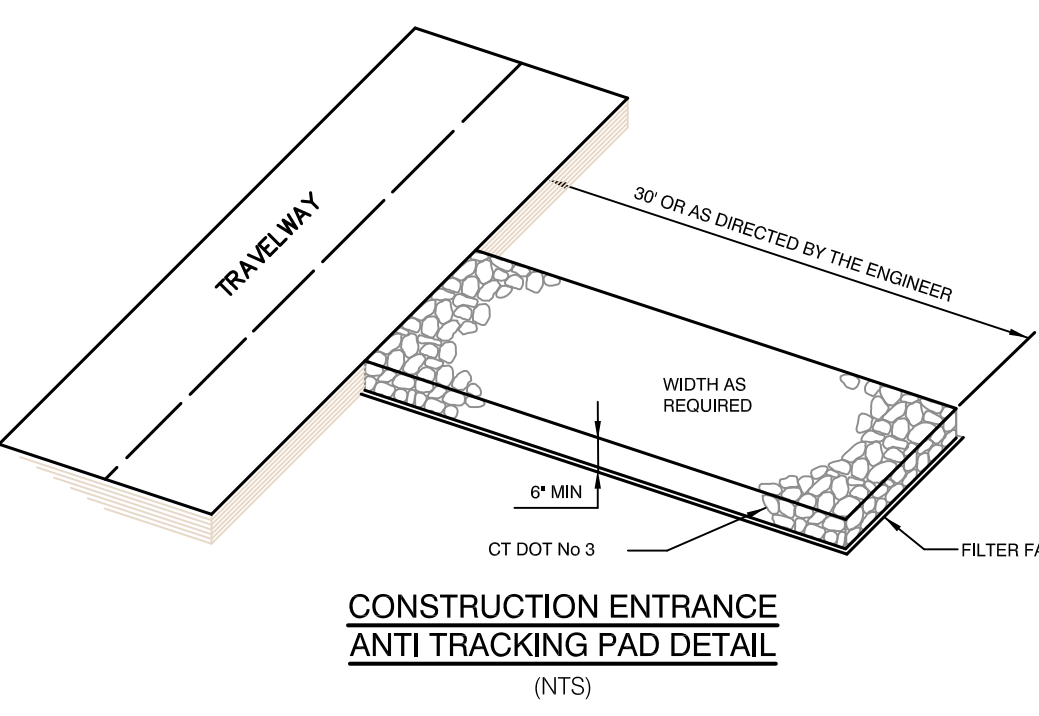 TRAVELWAY
30' OR AS DIRECTED BY THE ENGINEER
WIDTH AS
REQUIRED
6" MIN
CT DOT No 3
FILTER
CONSTRUCTION ENTRANCE
ANTI TRACKING PAD DETAIL
(NTS)